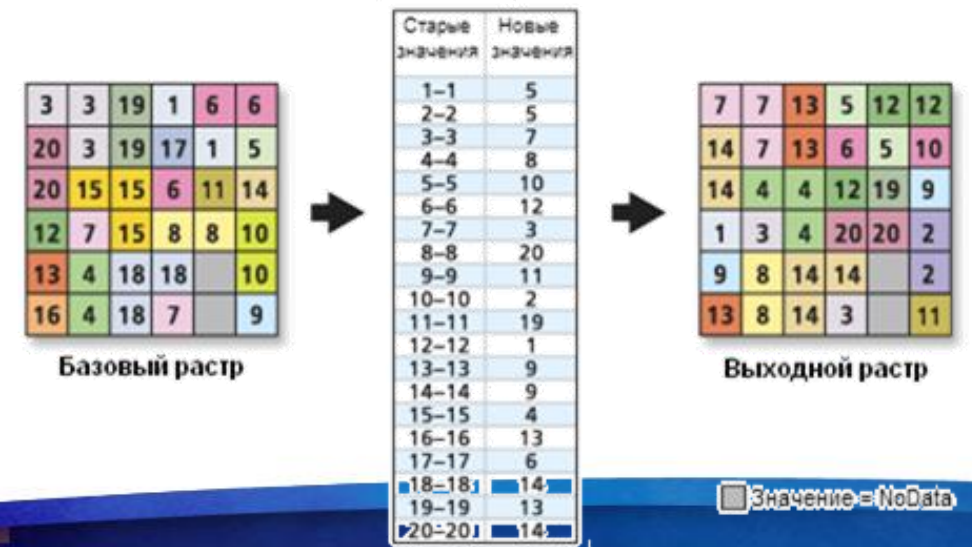 Старые Новые
значения значения
1–1 5
2–2 5
3–3 7
4–4 8
5–5 10
6–6 12
7–7 3
8–8 20
9–9 11
10–10 2
11–11 19
12–12 1
13–13 9
14–14 9
15–15 4
16–16 13
17–17 6
18–18 14
19–19 13
20–20 14
3 3 19 1 6 6
20 3 19 17 1 5
20 15 15 6 11 14
12 7 15 8 8 10
13 4 18 18 10
16 4 18 7 9
Базовый растр
7 7 13 5 12 12
14 7 13 6 5 10
14 4 4 12 19 9
1 3 4 20 20 2
9 8 14 14 2
13 8 14 3 11
Выходной растр
Значение = NoData